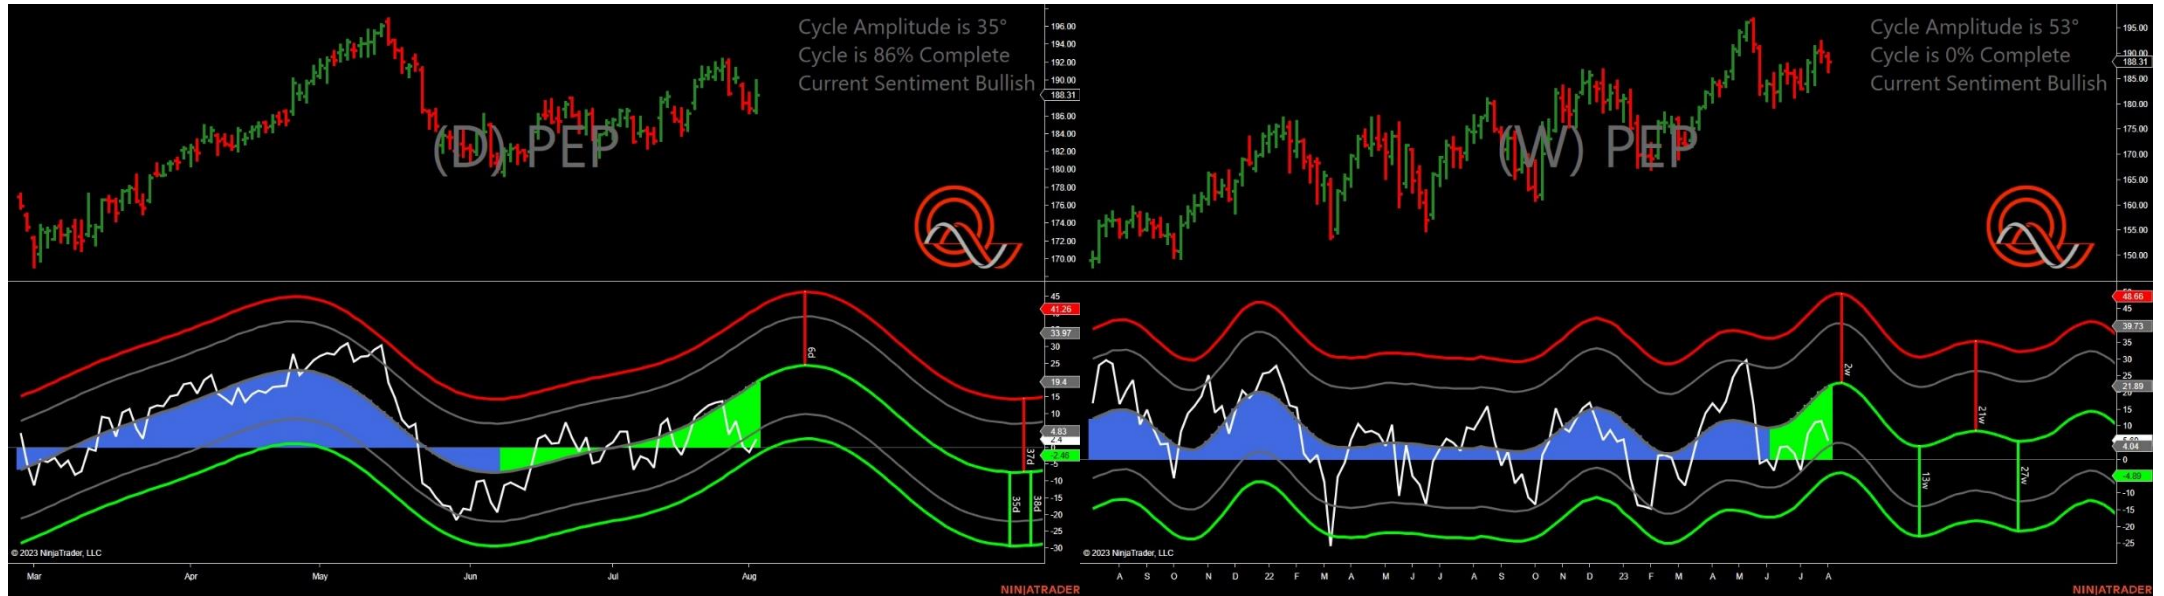 Cycle Amplitude is 35°
Cycle is 86% Complete
Current Sentiment Bullish
(D) PEP
196.00
194.00
192.00
190.00
188.31
186.00
184.00
182.00
180.00
178.00
176.00
174.00
172.00
170.00
45
41.26
33.97
30
25
19.4
15
10
4.83
2.4
-2.46
-5
-10
-15
-20
-25
-30
9d
37d
35d
38d
© 2023 NinjaTrader, LLC
Mar Apr May Jun Jul Aug
NINJATRADER
Cycle Amplitude is 53°
Cycle is 0% Complete
Current Sentiment Bullish
(W) PEP
195.00
190.00
188.31
185.00
180.00
175.00
170.00
165.00
160.00
155.00
150.00
48.66
45
39.73
35
30
25
21.89
15
10
4.04
0
-4.89
-10
-15
-20
-25
2w
21w
13w
27w
© 2023 NinjaTrader, LLC
A S O N D 22 F M A M J J A S O N D 23 F M A M J J A
NINJATRADER